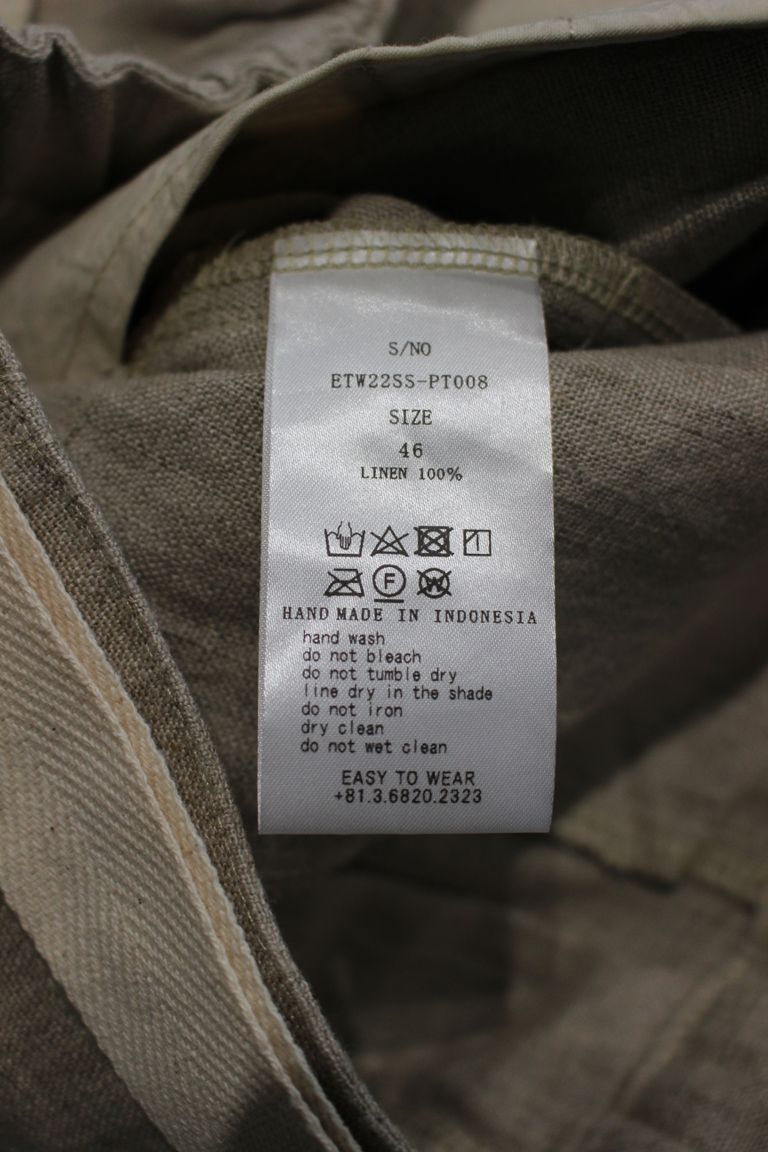 S/NO
ETW22SS-PT008
SIZE
46
LINEN 100%
F W
HAND MADE IN INDONESIA
hand wash
do not bleach
do not tumble dry
line dry in the shade
do not iron
dry clean
do not wet clean
EASY TO WEAR
+81.3.6820.2323